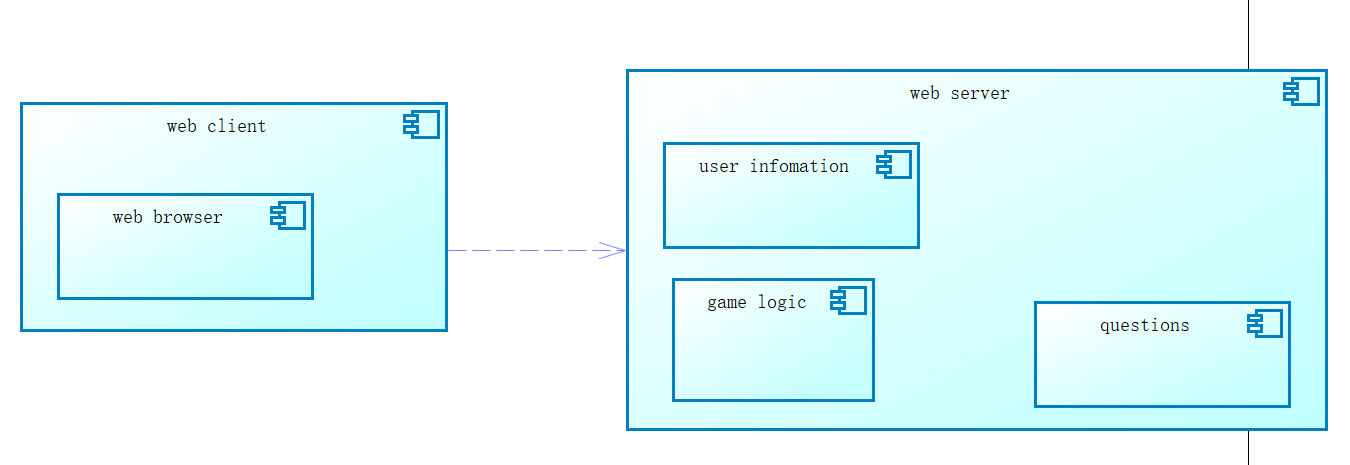 web client
web browser
web server
user infomation
game logic
questions